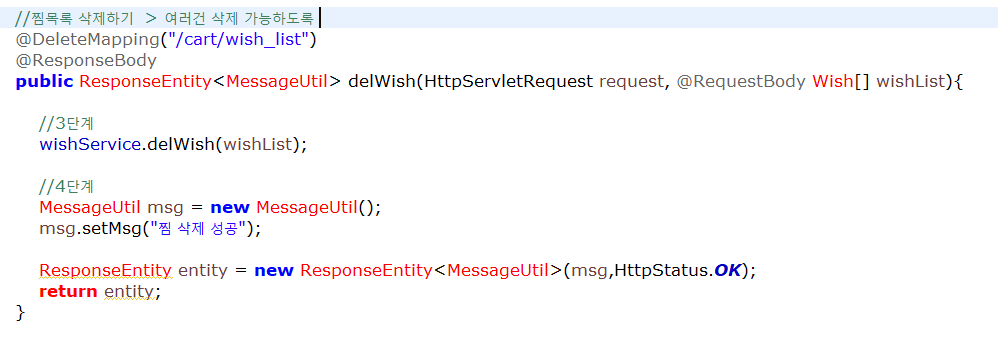 //찜목록 삭제하기 > 여러건 삭제 가능하도록
@DeleteMapping("/cart/wish_list")
@ResponseBody
public ResponseEntity<MessageUtil> delWish(HttpServletRequest request, @RequestBody Wish[] wishList){
//3단계
wishService.delWish(wishList);
//4단계
MessageUtil msg = new MessageUtil();
msg.setMsg("찜 삭제 성공");
ResponseEntity entity = new ResponseEntity<MessageUtil>(msg,HttpStatus.OK);
return entity;
}